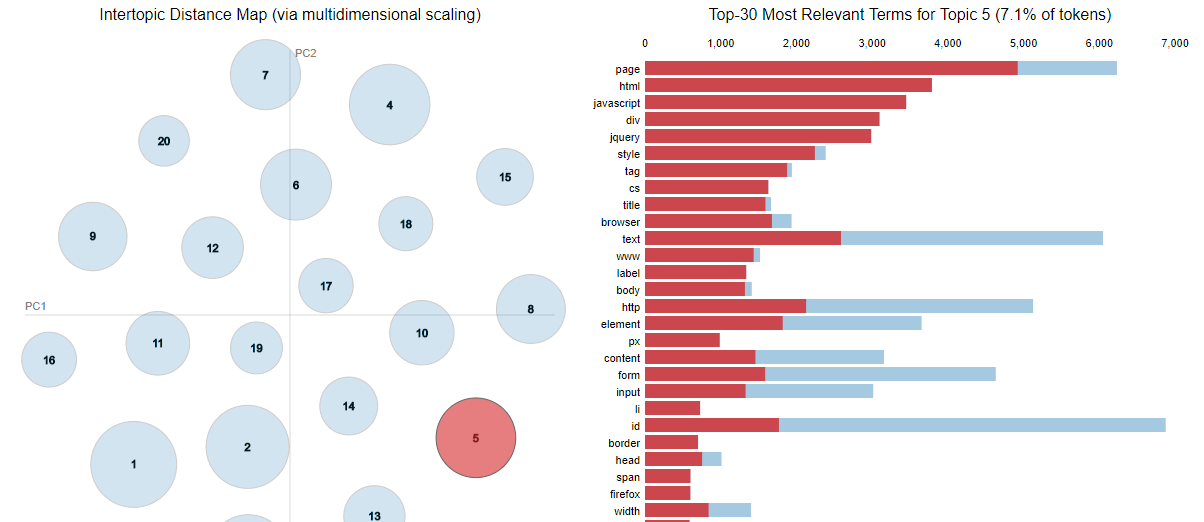 Intertopic Distance Map (via multidimensional scaling)
PC2
7
4
20
6
15
18
9
12
17
PC1
8
10
11
19
16
14
5
2
1
13
Top-30 Most Relevant Terms for Topic 5 (7.1% of tokens)
0 1,000 2,000 3,000 4,000 5,000 6,000 7,000
page
html
javascript
div
jquery
style
tag
cs
title
browser
text
www
label
body
http
element
px
content
form
input
li
id
border
head
span
firefox
width